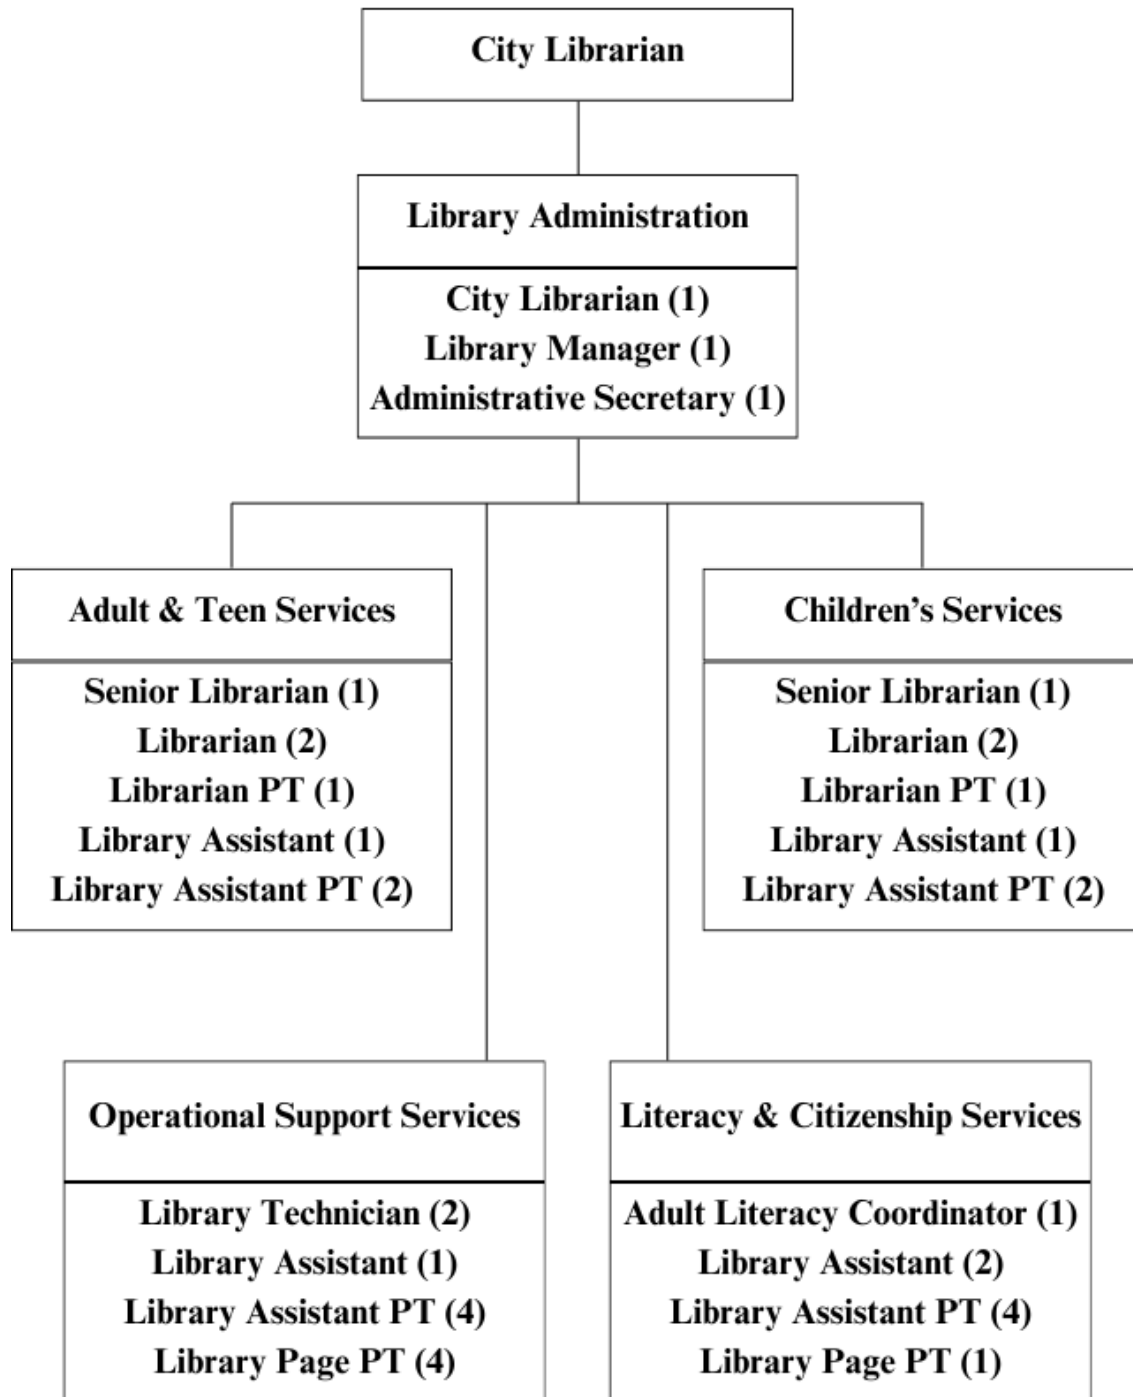 City Librarian
Library Administration
City Librarian (1)
Library Manager (1)
Administrative Secretary (1)
Adult & Teen Services
Senior Librarian (1)
Librarian (2)
Librarian PT (1)
Library Assistant (1)
Library Assistant PT (2)
Children’s Services
Senior Librarian (1)
Librarian (2)
Librarian PT (1)
Library Assistant (1)
Library Assistant PT (2)
Operational Support Services
Library Technician (2)
Library Assistant (1)
Library Assistant PT (4)
Library Page PT (4)
Literacy & Citizenship Services
Adult Literacy Coordinator (1)
Library Assistant (2)
Library Assistant PT (4)
Library Page PT (1)